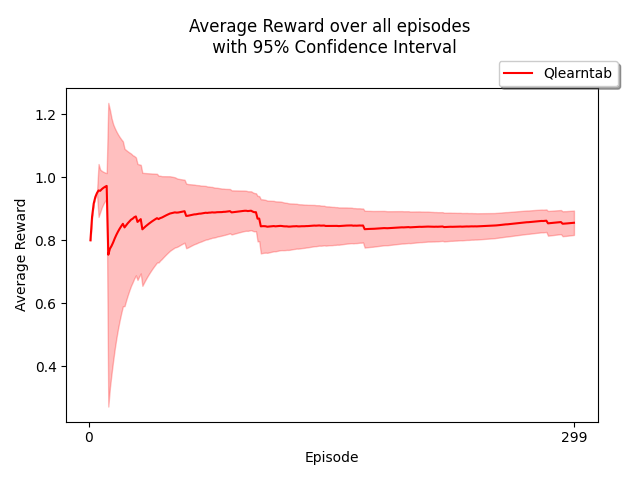 Average Reward over all episodes
with 95% Confidence Interval
Qlearntab
1.2
1.0
0.8
0.6
0.4
Average Reward
0
299
Episode